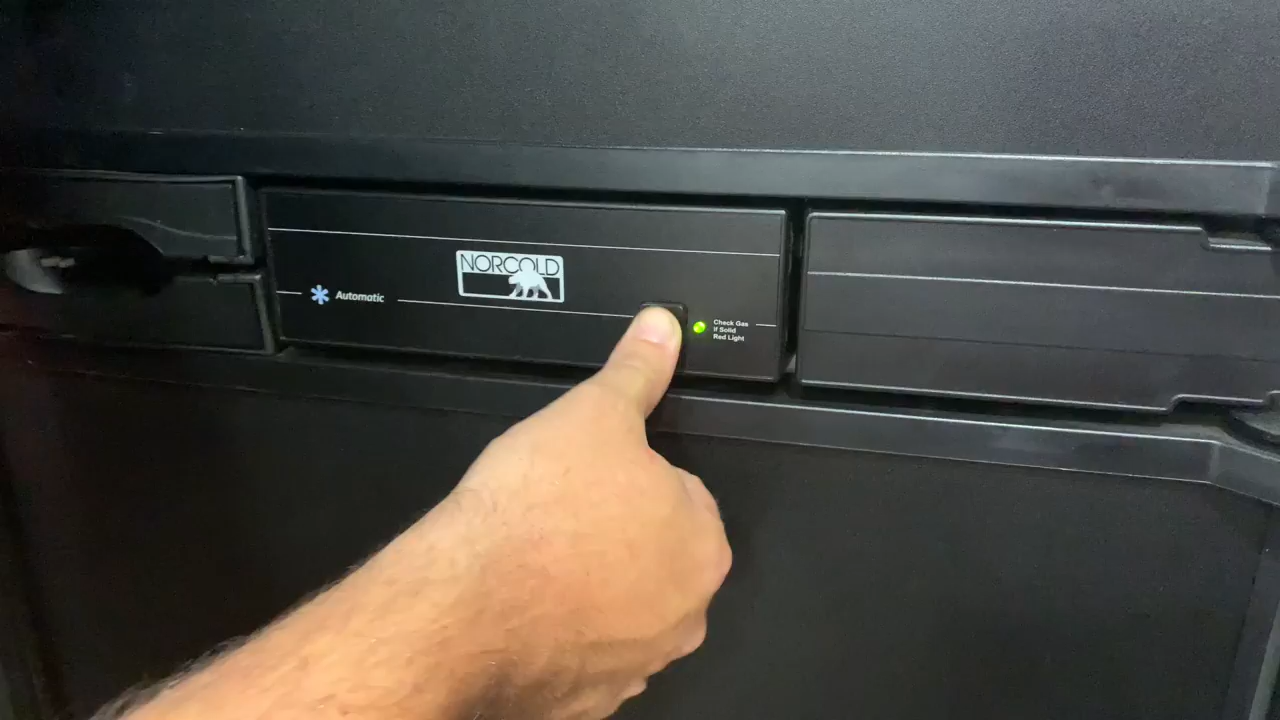 NORCOLD
Automatic
Check Gas
If Solid
Red Light